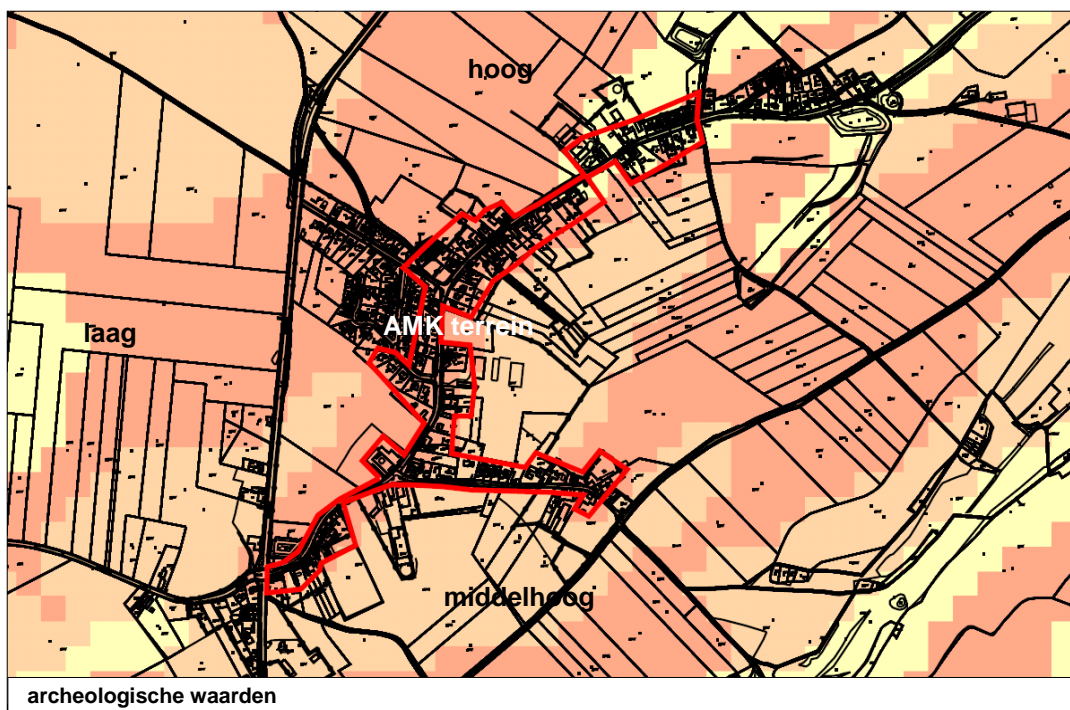 hoog
AMK terrein
laag
middelhoog
archeologische waarden